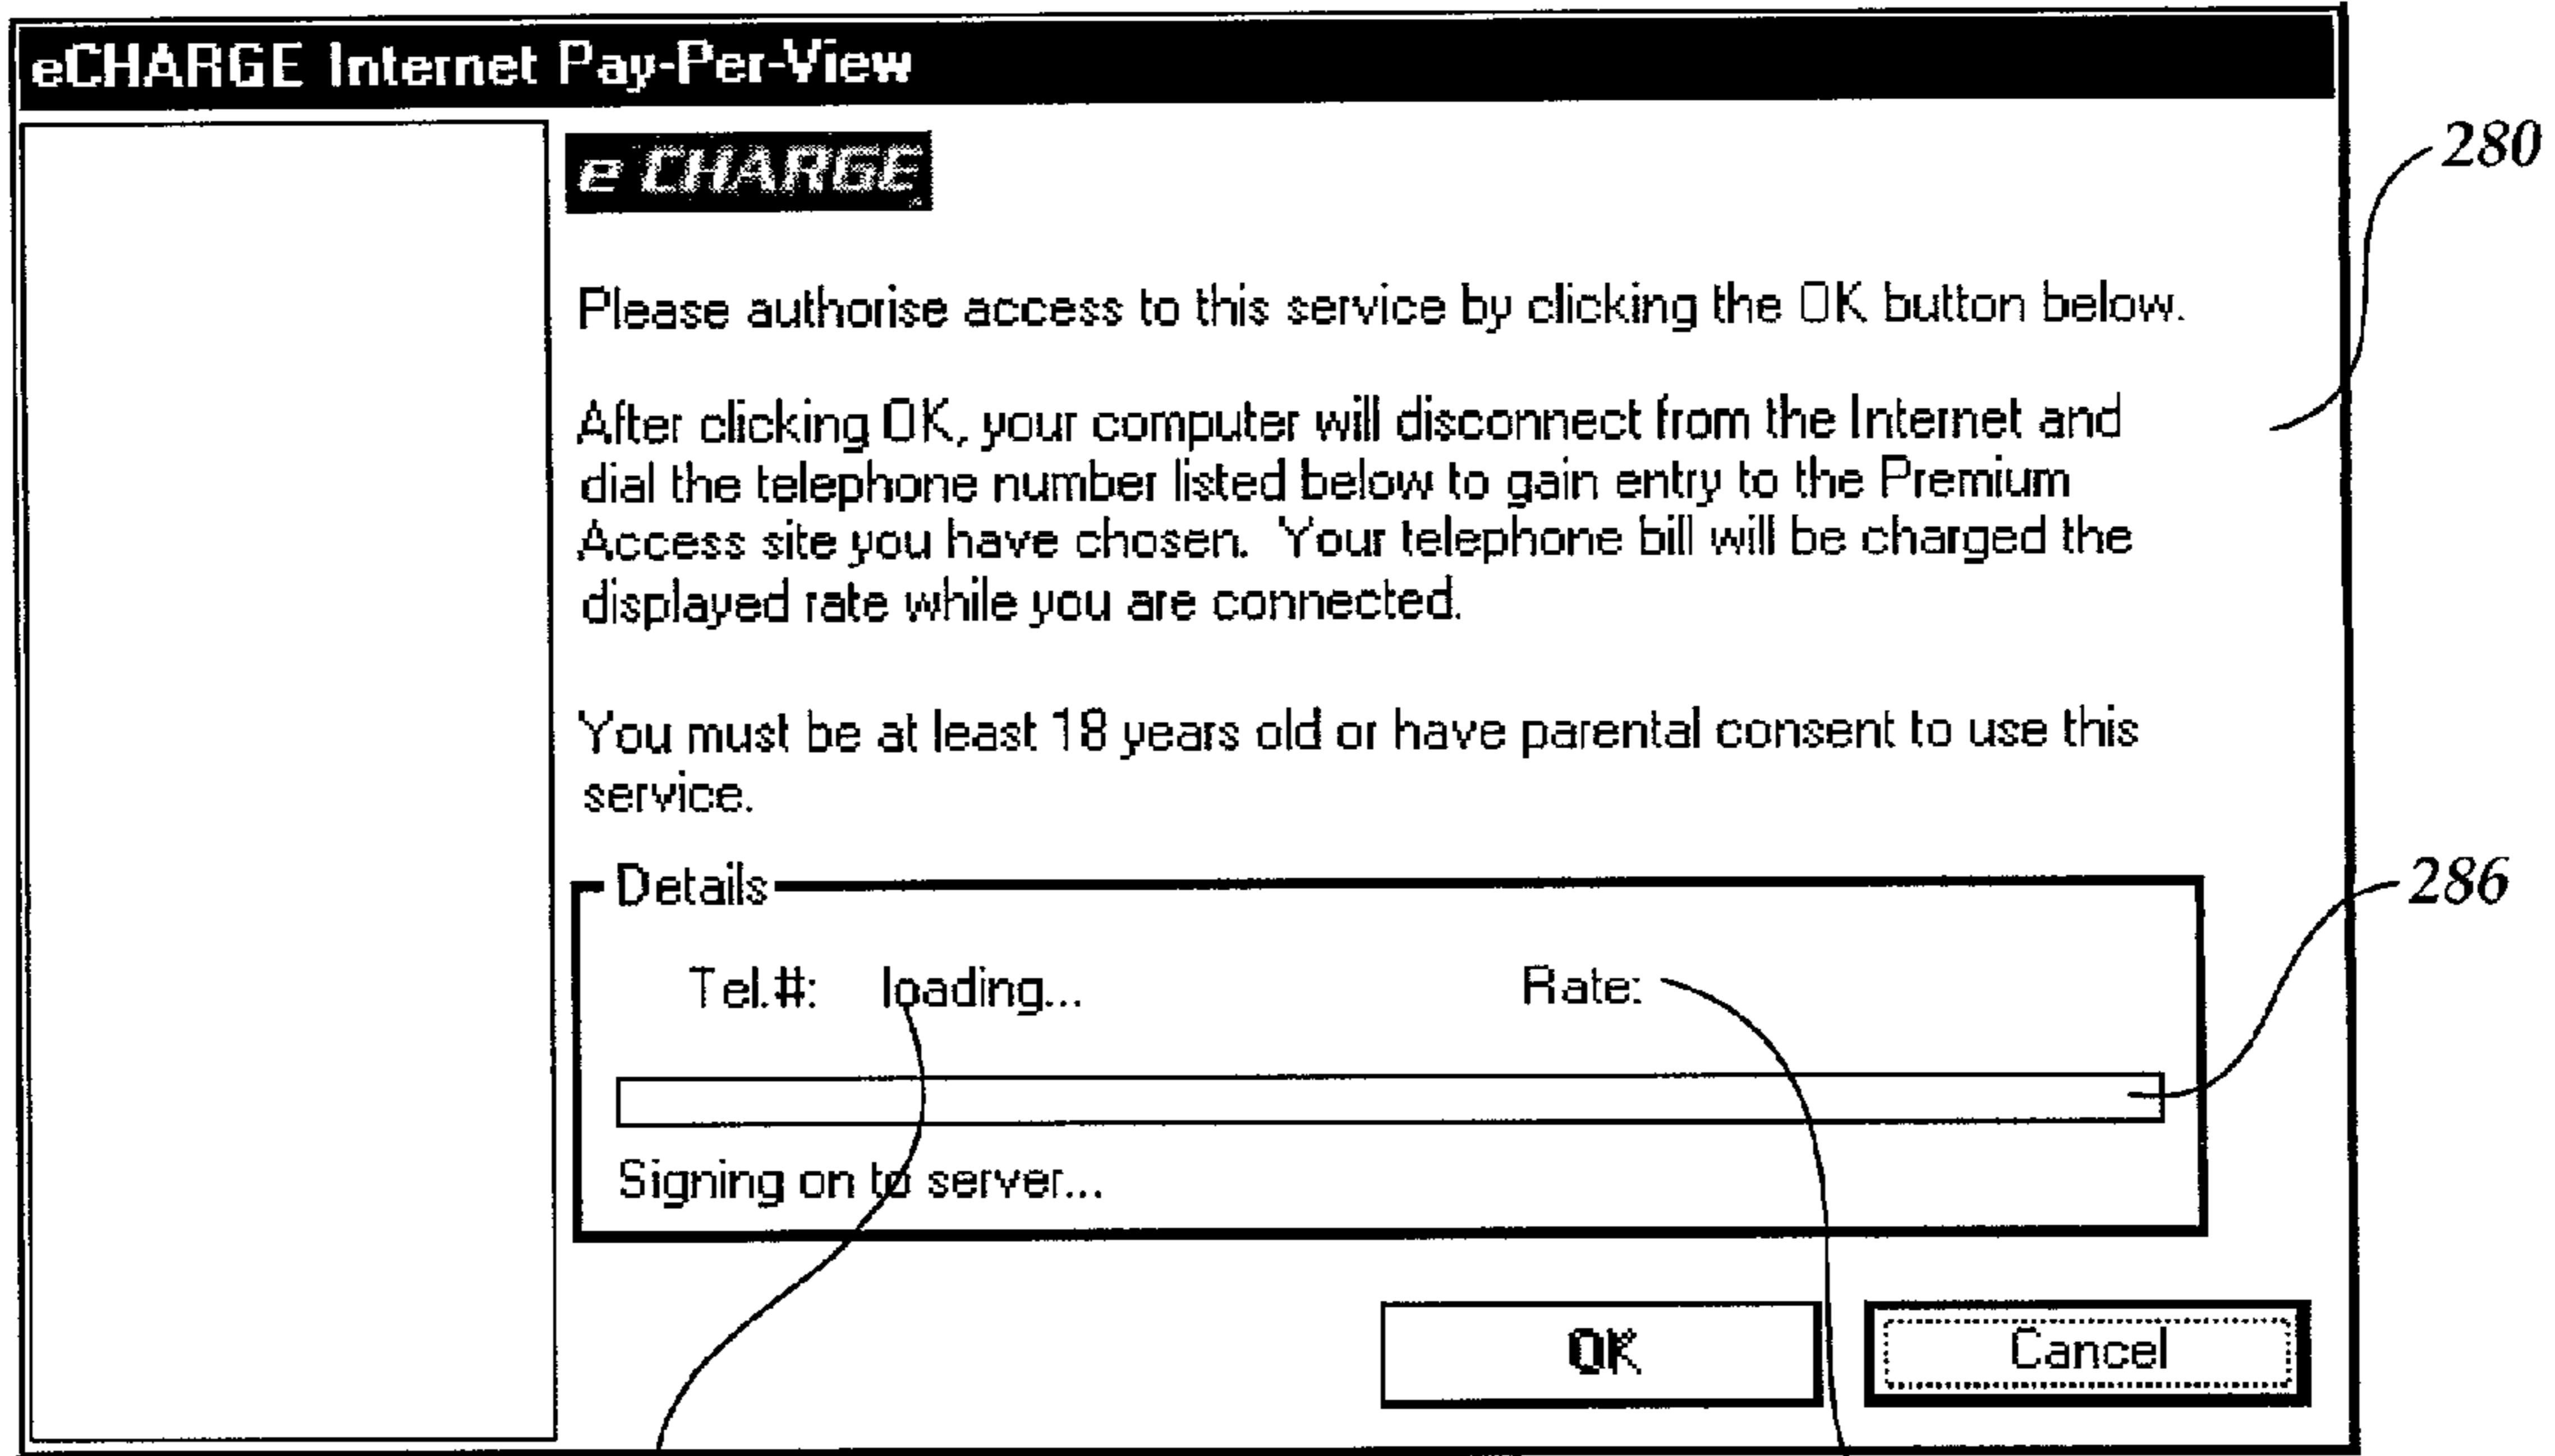 eCHARGE Internet Pay-Per-View
e CHARGE
280
Please authorise access to this service by clicking the OK button below.
After clicking OK, your computer will disconnect from the Internet and
dial the telephone number listed below to gain entry to the Premium
Access site you have chosen. Your telephone bill will be charged the
displayed rate while you are connected.
You must be at least 18 years old or have parental consent to use this
service.
Details
286
Tel.#: loading... Rate:
Signing on to server...
OK Cancel